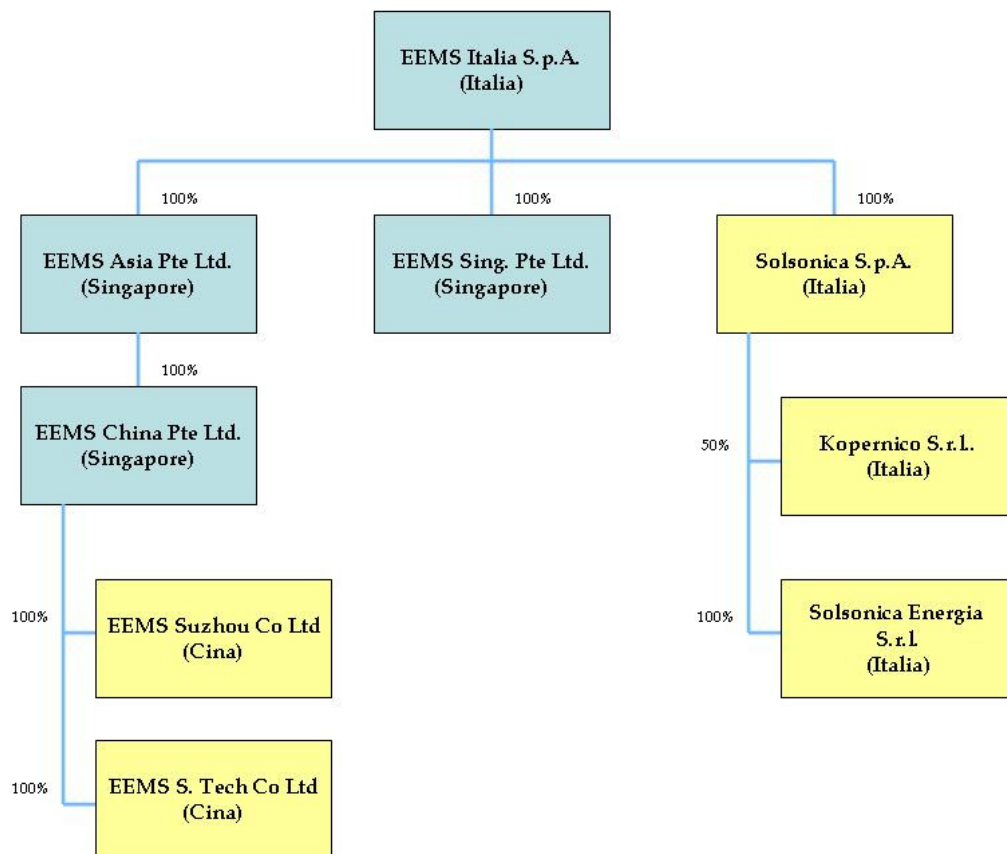 EEMS Italia S.p.A.
(Italia)
100%
100%
100%
EEMS Asia Pte Ltd.
(Singapore)
EEMS Sing. Pte Ltd.
(Singapore)
Solsonica S.p.A.
(Italia)
100%
EEMS China Pte Ltd.
(Singapore)
50%
Kopernico S.r.l..
(Italia)
100%
EEMS Suzhou Co Ltd
(Cina)
100%
Solsonica Energia
S.r.l.
(Italia)
100%
EEMS S. Tech Co Ltd
(Cina)